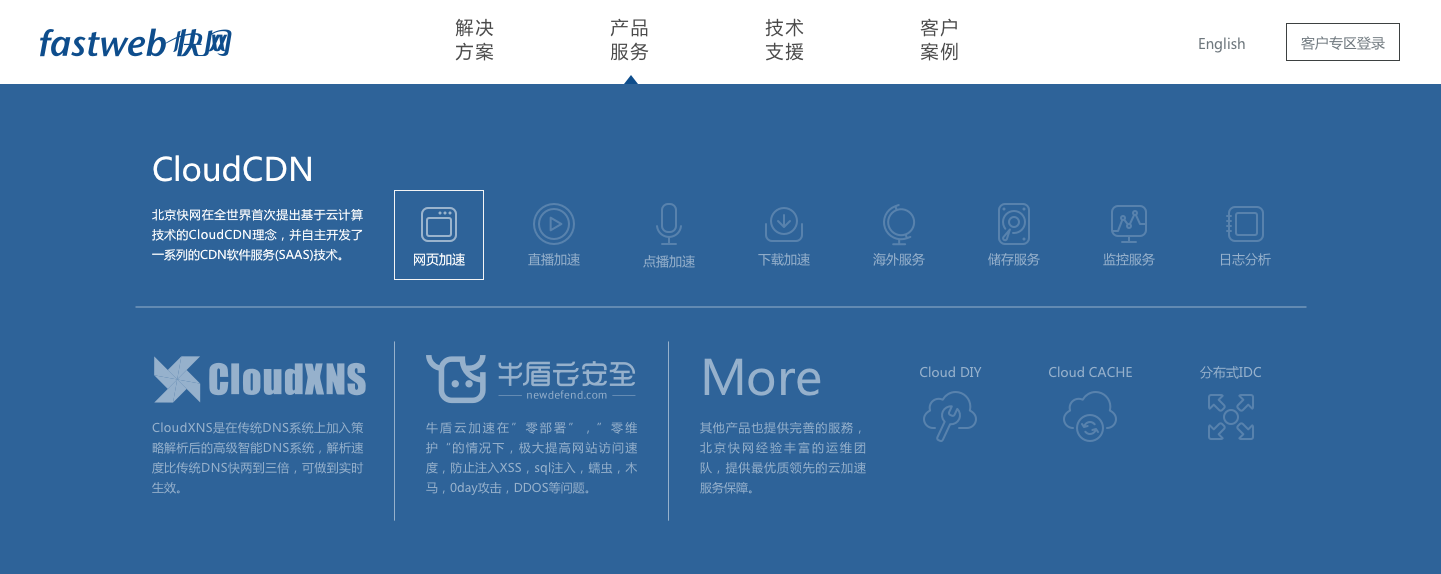 fastweb快网
解决
方案
产品
服务
技术
支援
客户
案例
English
客户专区登录
CloudCDN
北京快网在全世界首次提出基于云计算
技术的CloudCDN理念，并自主开发了
一系列的CDN软件服务(SAAS)技术。
网页加速
直播加速
点播加速
下载加速
海外服务
储存服务
监控服务
日志分析
CloudXNS
CloudXNS是在传统DNS系统上加入策
略解析后的高级智能DNS系统，解析速
度比传统DNS快两到三倍，可做到实时
生效。
牛盾云安全
newdefend.com
牛盾云加速在”零部署“，”零维
护“的情况下，极大提高网站访问速
度，防止注入XSS，sql注入，蠕虫，木
马，0day攻击，DDOS等问题。
More
其他产品也提供完善的服務，
北京快网经验丰富的运维团
队，提供最优质领先的云加速
服务保障。
Cloud DIY
Cloud CACHE
分布式IDC